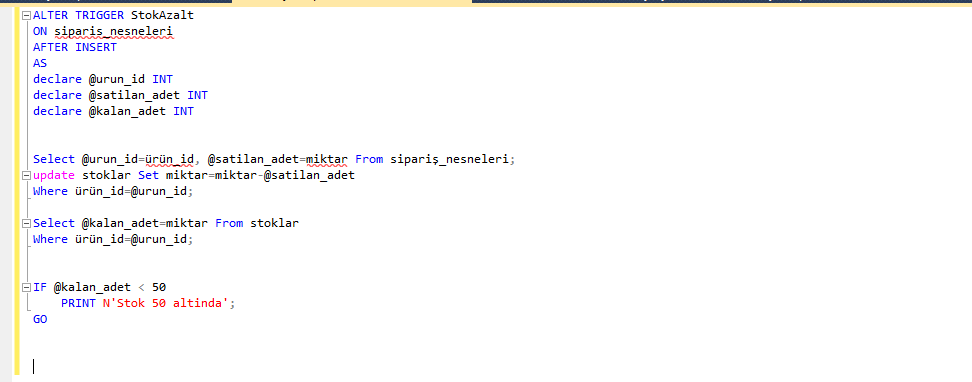 ALTER TRIGGER StokAzalt
ON siparis_nesneleri
AFTER INSERT
AS
declare @urun_id INT
declare @satilan_adet INT
declare @kalan_adet INT
Select @urun_id=ürün_id, @satilan_adet=miktar From sipariş_nesneleri;
update stoklar Set miktar=miktar-@satilan_adet
Where ürün_id=@urun_id;
Select @kalan_adet=miktar From stoklar
Where ürün_id=@urun_id;
IF @kalan_adet < 50
PRINT N'Stok 50 altinda';
GO